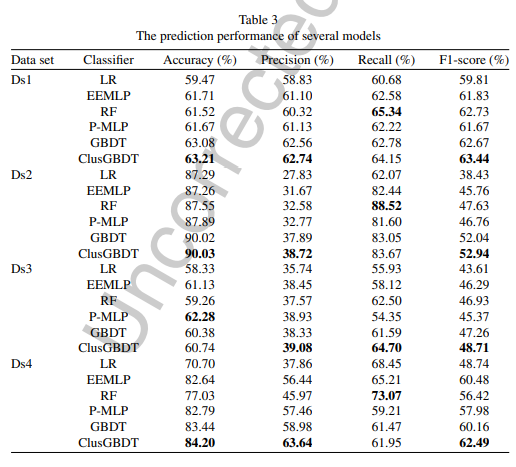 Table 3
The prediction performance of several models
Data set Classifier Accuracy (%) Precision (%) Recall (%) F1-score (%)
Ds1 LR 59.47 58.83 60.68 59.81
EEMLP 61.71 61.10 62.58 61.83
RF 61.52 60.32 65.34 62.73
P-MLP 61.67 61.13 62.22 61.67
GBDT 63.08 62.56 62.78 62.67
ClusGBDT 63.21 62.74 64.15 63.44
Ds2 LR 87.29 27.83 62.07 38.43
EEMLP 87.26 31.67 82.44 45.76
RF 87.55 32.58 88.52 47.63
P-MLP 87.89 32.77 81.60 46.76
GBDT 90.02 37.89 83.05 52.04
ClusGBDT 90.03 38.72 83.67 52.94
Ds3 LR 58.33 35.74 55.93 43.61
EEMLP 61.13 38.45 58.12 46.29
RF 59.26 37.57 62.50 46.93
P-MLP 62.28 38.93 54.35 45.37
GBDT 60.38 38.33 61.59 47.26
ClusGBDT 60.74 39.08 64.70 48.71
Ds4 LR 70.70 37.86 68.45 48.74
EEMLP 82.64 56.44 65.21 60.48
RF 77.03 45.97 73.07 56.42
P-MLP 82.79 57.46 59.21 57.98
GBDT 83.44 58.98 61.47 60.16
ClusGBDT 84.20 63.64 61.95 62.49
Uncorrected